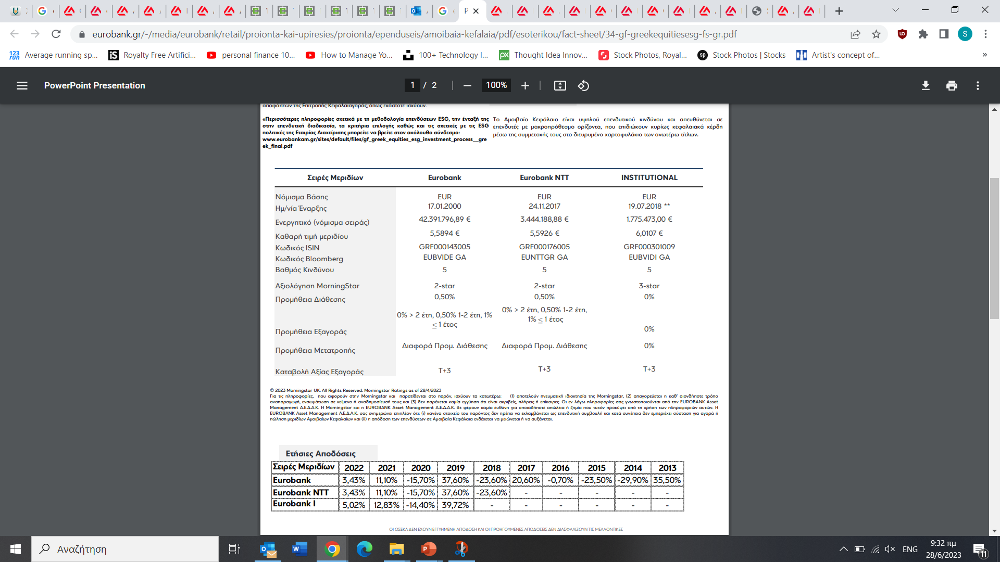 eurobank.gr/-/media/eurobank/retail/proionta-kai-upiresies/proionta/ependuseis/amoibaia-kefalaia/pdf/esoterikou/fact-sheet/34-gf-greekequitiesesg-fs-gr.pdf
S
Average running sp...
Royalty Free Artifici...
personal finance 10...
How to Manage Yo...
100+ Technology I...
Thought Idea Innov...
Stock Photos, Royal...
Stock Photos | Stocks
Artist's concept of...
»
PowerPoint Presentation
1 / 2
100%
αποφάσεων της Επιτροπής Κεφαλαιαγοράς, όπως εκάστοτε ισχύουν.
«Περισσότερες πληροφορίες σχετικά με τη μεθοδολογία επενδύσεων ESG, την ένταξή της
στην επενδυτική διαδικασία, τα κριτήρια επιλογής καθώς και τις σχετικές με τις ESG
πολιτικές της Εταιρίας Διαχείρισης μπορείτε να βρείτε στον ακόλουθο σύνδεσμο:
www.eurobankam.gr/sites/default/files/gf_greek_equities_esg_investment_process__gre
ek_final.pdf
Το Αμοιβαίο Κεφάλαιο είναι υψηλού επενδυτικού κινδύνου και απευθύνεται σε
επενδυτές με μακροπρόθεσμο ορίζοντα, που επιδιώκουν κυρίως κεφαλαιακά κέρδη
μέσω της συμμετοχής τους στο διευρυμένο χαρτοφυλάκιο των ανωτέρω τίτλων.
Σειρές Μεριδίων Eurobank Eurobank NTT INSTITUTIONAL
Νόμισμα Βάσης EUR EUR EUR
Ημ/νία Έναρξης 17.01.2000 24.11.2017 19.07.2018 **
Ενεργητικό (νόμισμα σειράς) 42.391.796,89 € 3.444.188,88 € 1.775.473,00 €
Καθαρή τιμή μεριδίου 5,5894 € 5,5926 € 6,0107 €
Κωδικός ISIN GRF000143005 GRF000176005 GRF000301009
Κωδικός Bloomberg EUBVIDE GA EUNTTGR GA EUBVIDI GA
Βαθμός Κινδύνου 5 5 5
Αξιολόγηση MorningStar 2-star 2-star 3-star
Προμήθεια Διάθεσης 0,50% 0,50% 0%
0% > 2 έτη, 0,50% 1-2 έτη, 1%
≤ 1 έτος
0% > 2 έτη, 0,50% 1-2 έτη,
1% ≤ 1 έτος
Προμήθεια Εξαγοράς 0%
Προμήθεια Μετατροπής Διαφορά Προμ. Διάθεσης Διαφορά Προμ. Διάθεσης 0%
Καταβολή Αξίας Εξαγοράς T+3 T+3 T+3
© 2023 Morningstar UK. All Rights Reserved. Morningstar Ratings as of 28/4/2023
Για τις πληροφορίες, που αφορούν στην Morningstar και παρατίθενται στο παρόν, ισχύουν τα κατωτέρω: (1) αποτελούν πνευματική ιδιοκτησία της Morningstar, (2) απαγορεύεται η καθ' οιονδήποτε τρόπο
αναπαραγωγή, ενσωμάτωση σε κείμενο ή αναδημοσίευσή τους και (3) δεν παρέχεται καμία εγγύηση ότι είναι ακριβείς, πλήρεις ή επίκαιρες. Οι εν λόγω πληροφορίες σας γνωστοποιούνται από την EUROBANK Asset
Management Α.Ε.Δ.Α.Κ. Η Morningstar και η EUROBANK Asset Management Α.Ε.Δ.Α.Κ. δε φέρουν καμία ευθύνη για οποιαδήποτε απώλεια ή ζημία που τυχόν προκύψει από τη χρήση των πληροφοριών αυτών. Η
EUROBANK Asset Management Α.Ε.Δ.Α.Κ. σας ενημερώνει επιπλέον ότι: (i) κανένα στοιχείο του παρόντος δεν πρέπει να εκλαμβάνεται ως επενδυτική συμβουλή και κατά συνέπεια δεν εμπεριέχει σύσταση για αγορά ή
πώληση μεριδίων Αμοιβαίων Κεφαλαίων και (ii) η απόδοση των επενδύσεων σε Αμοιβαία Κεφάλαια ενδέχεται να μειώνεται ή να αυξάνεται.
Ετήσιες Αποδόσεις
Σειρές Μεριδίων 2022 2021 2020 2019 2018 2017 2016 2015 2014 2013
Eurobank 3,43% 11,10% -15,70% 37,60% -23,60% 20,60% -0,70% -23,50% -29,90% 35,50%
Eurobank NTT 3,43% 11,10% -15,70% 37,60% -23,60% - - - - -
Eurobank I 5,02% 12,83% -14,40% 39,72% - - - - - -
ΟΙ ΟΣΕΚΑ ΔΕΝ ΕΧΟΥΝ ΕΓΓΥΗΜΕΝΗ ΑΠΟΔΟΣΗ ΚΑΙ ΟΙ ΠΡΟΗΓΟΥΜΕΝΕΣ ΑΠΟΔΟΣΕΙΣ ΔΕΝ ΔΙΑΣΦΑΛΙΖΟΥΝ ΤΙΣ ΜΕΛΛΟΝΤΙΚΕΣ
Αναζήτηση
ENG
9:32 πμ
28/6/2023
11